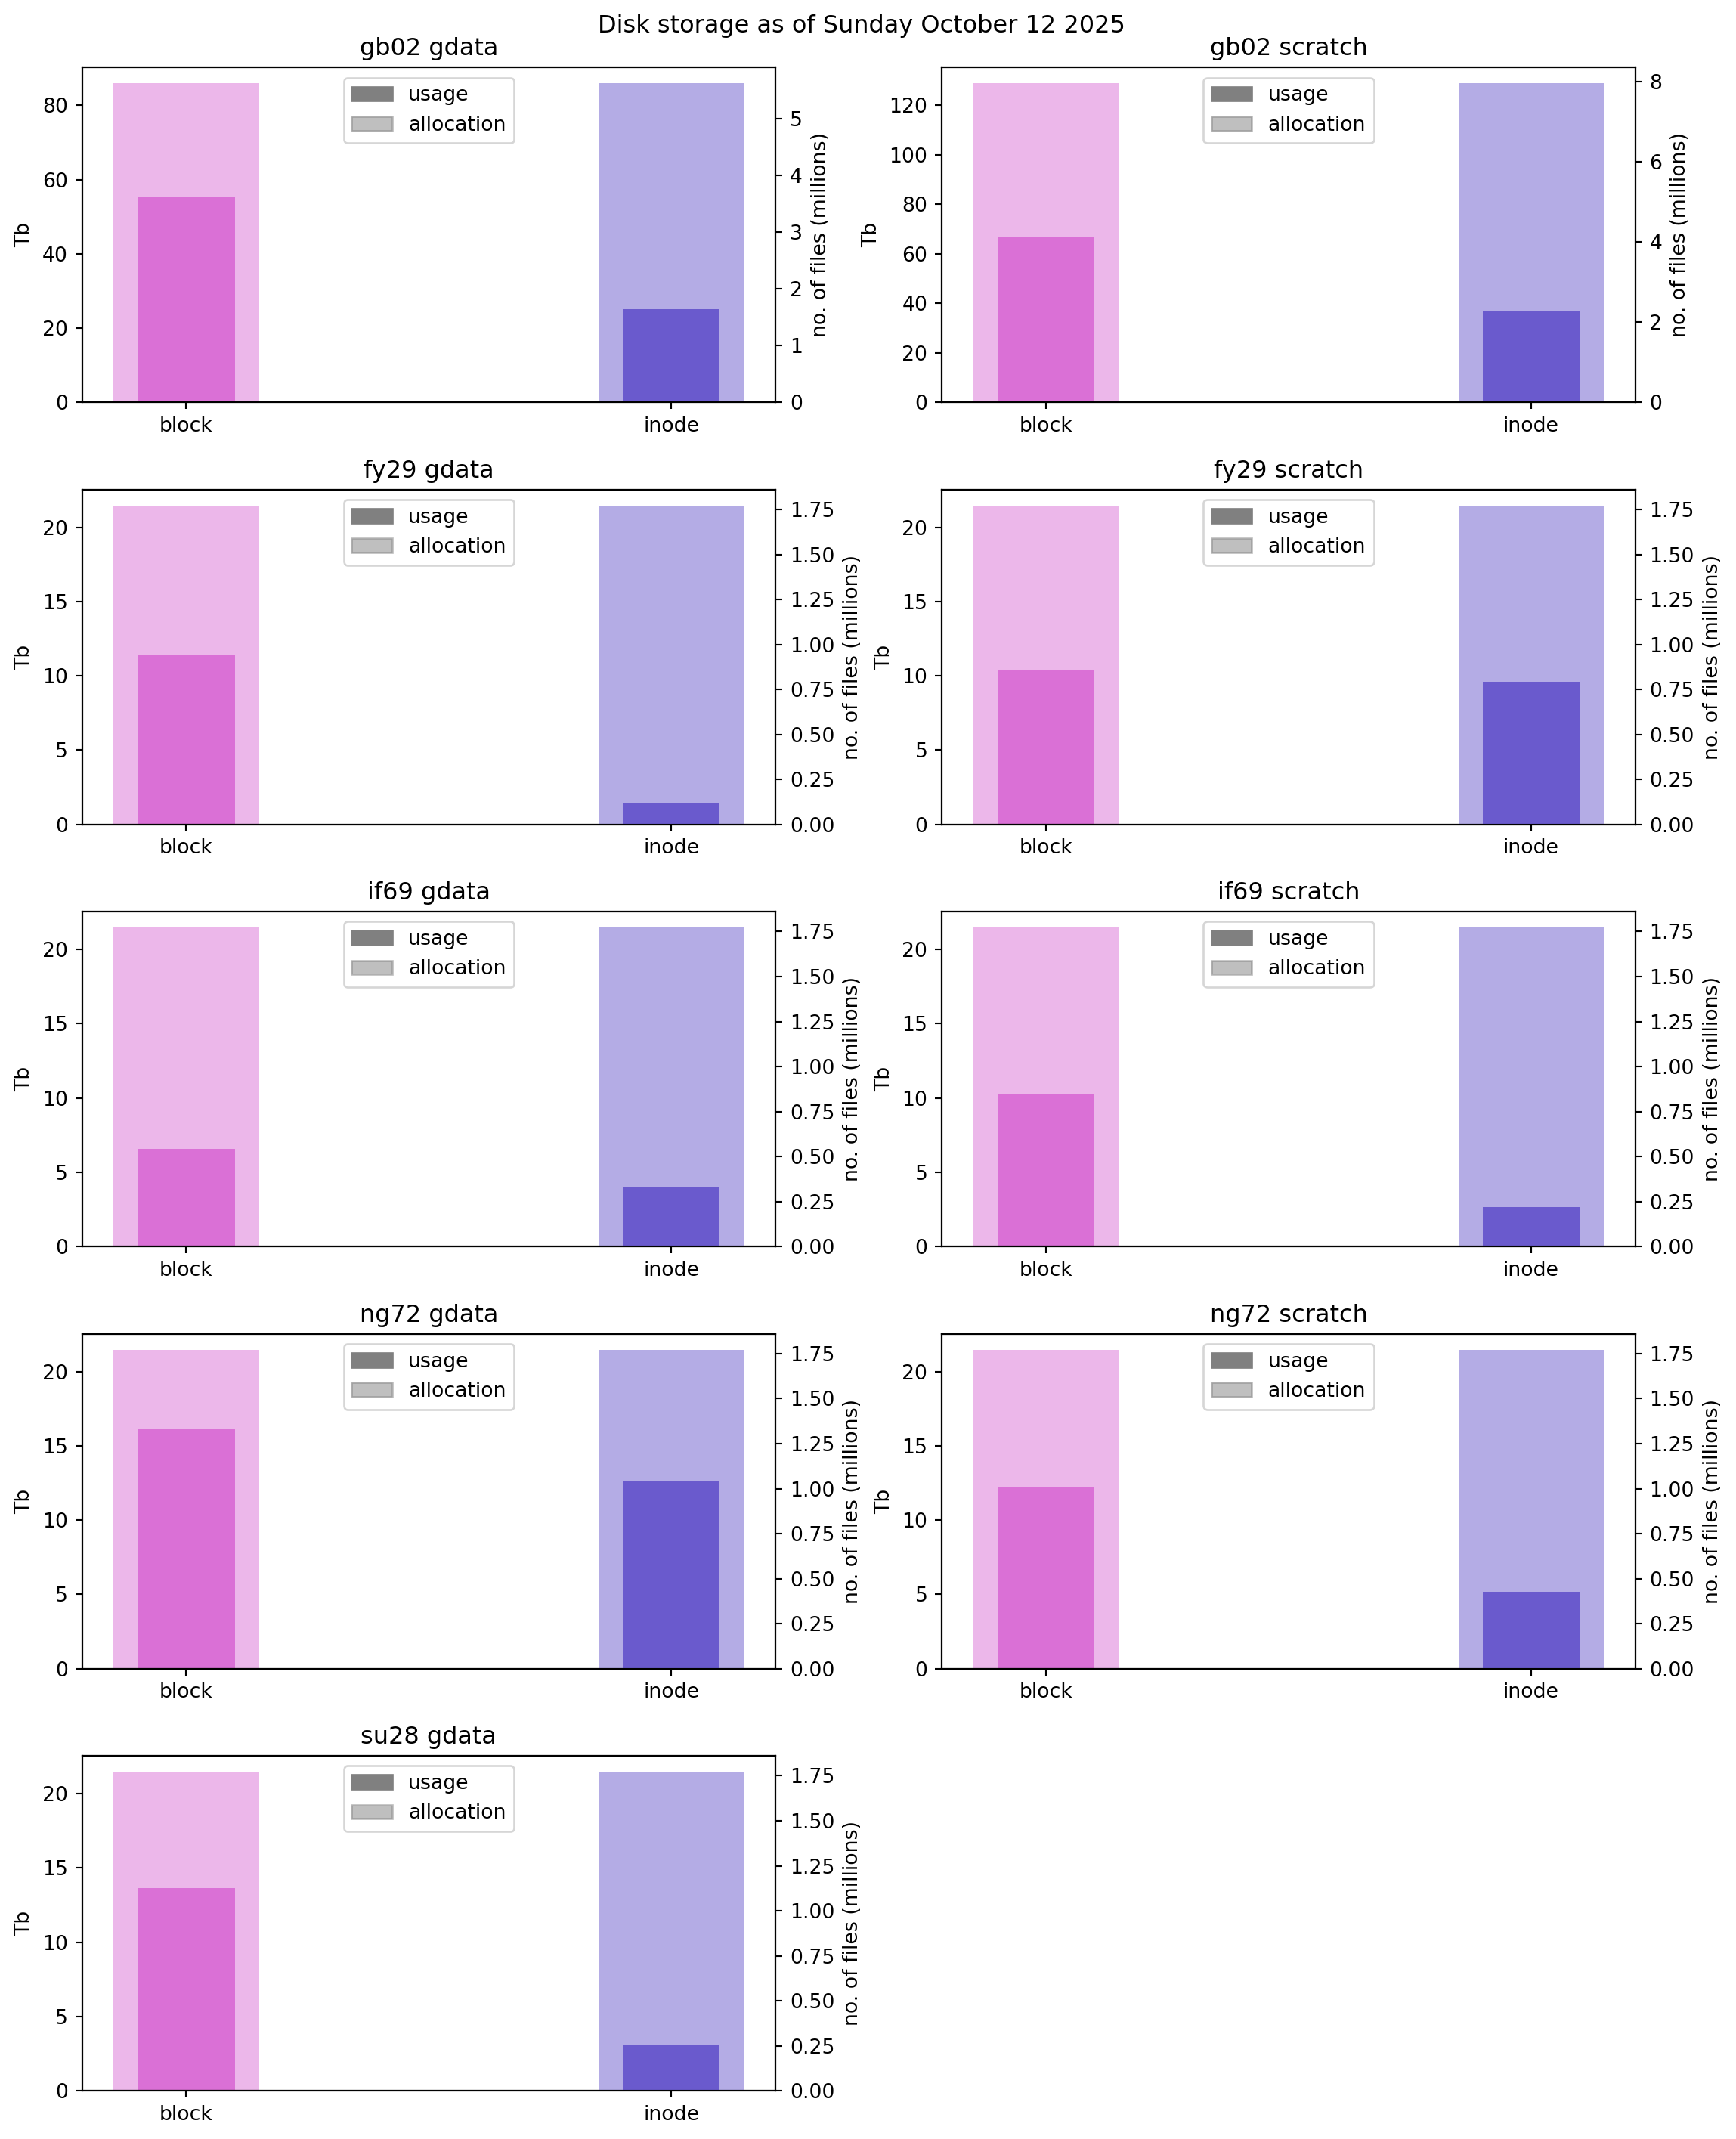 Disk storage as of Sunday October 12 2025
gb02 gdata
80
60
40
20
0
Tb
usage
allocation
5
4
3
2
1
0
no. of files (millions)
block
inode
gb02 scratch
120
100
80
60
40
20
0
Tb
usage
allocation
8
6
4
2
0
no. of files (millions)
block
inode
fy29 gdata
20
15
10
5
0
Tb
usage
allocation
1.75
1.50
1.25
1.00
0.75
0.50
0.25
0.00
no. of files (millions)
block
inode
fy29 scratch
20
15
10
5
0
Tb
usage
allocation
1.75
1.50
1.25
1.00
0.75
0.50
0.25
0.00
no. of files (millions)
block
inode
if69 gdata
20
15
10
5
0
Tb
usage
allocation
1.75
1.50
1.25
1.00
0.75
0.50
0.25
0.00
no. of files (millions)
block
inode
if69 scratch
20
15
10
5
0
Tb
usage
allocation
1.75
1.50
1.25
1.00
0.75
0.50
0.25
0.00
no. of files (millions)
block
inode
ng72 gdata
20
15
10
5
0
Tb
usage
allocation
1.75
1.50
1.25
1.00
0.75
0.50
0.25
0.00
no. of files (millions)
block
inode
ng72 scratch
20
15
10
5
0
Tb
usage
allocation
1.75
1.50
1.25
1.00
0.75
0.50
0.25
0.00
no. of files (millions)
block
inode
su28 gdata
20
15
10
5
0
Tb
usage
allocation
1.75
1.50
1.25
1.00
0.75
0.50
0.25
0.00
no. of files (millions)
block
inode